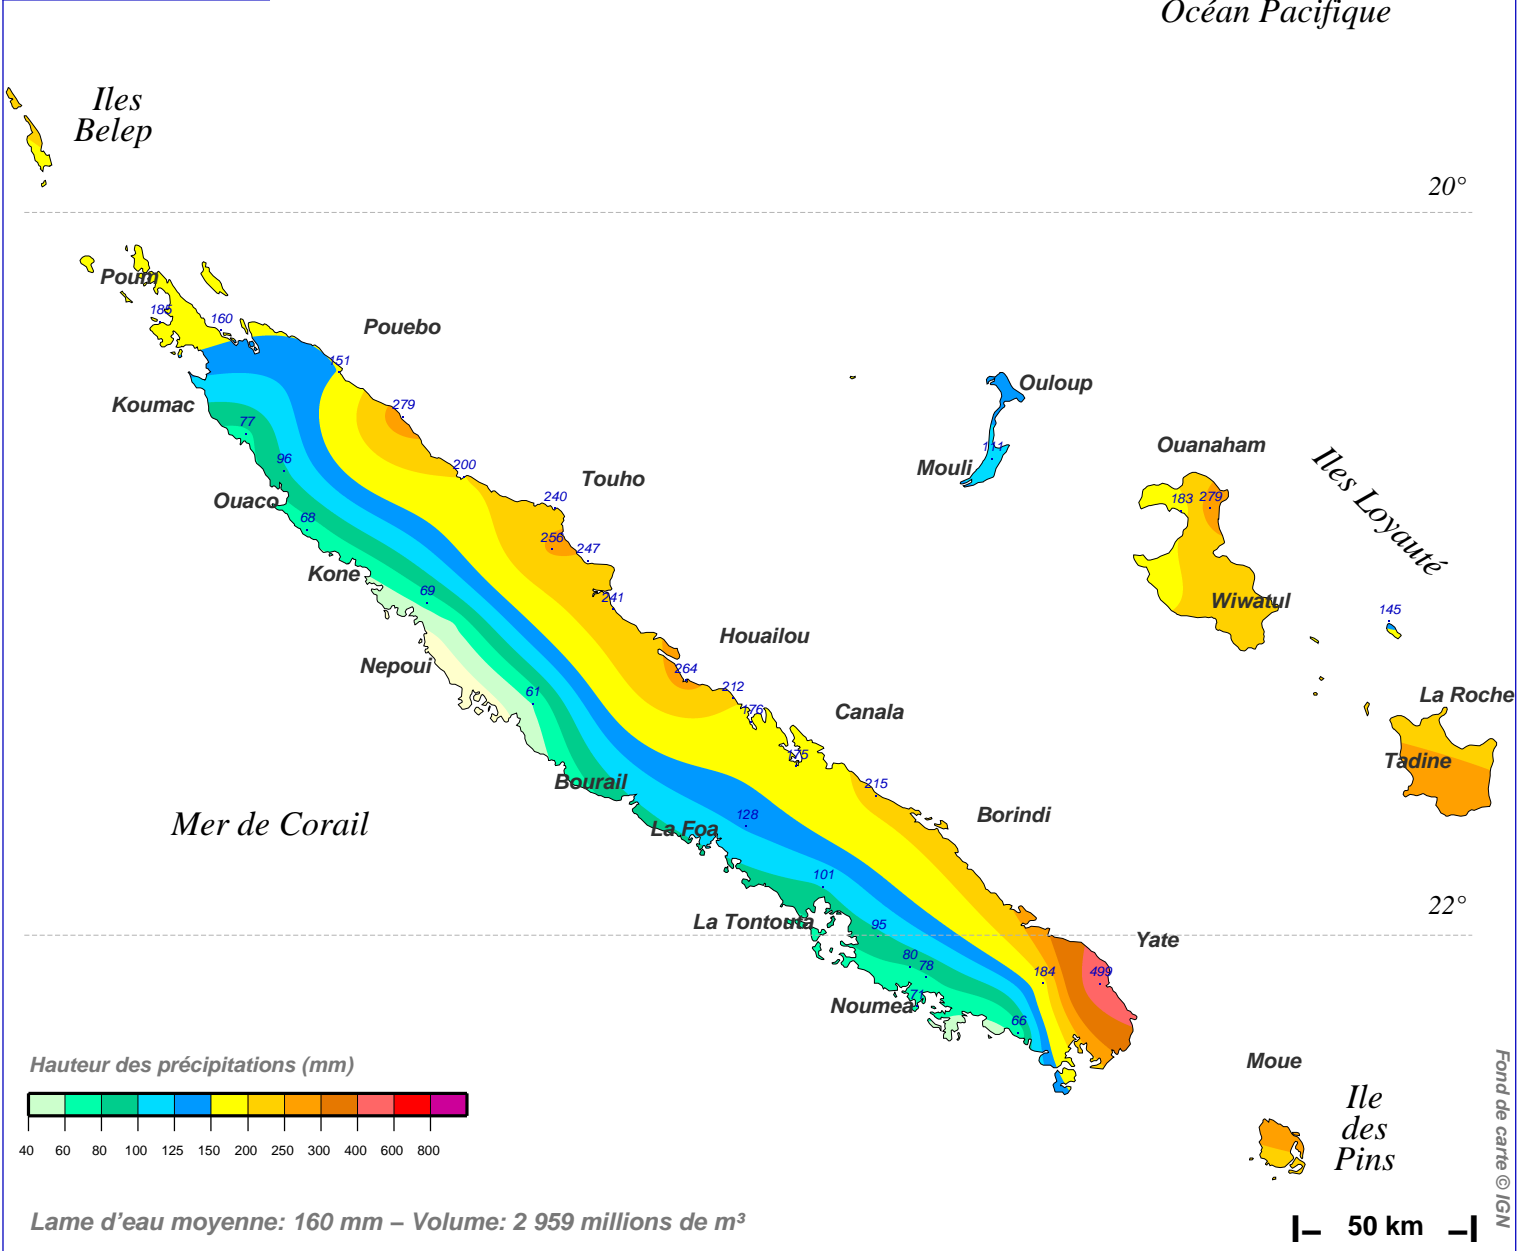 Océan Pacifique
Iles
Belep
20°
Poum
185
160
Pouebo
151
Koumac
279
77
Ouloup
111
Mouli
Ouanaham
183
279
Iles Loyauté
96
200
Touho
240
Ouaco
68
256
247
Kone
69
241
Wiwatul
145
Houailou
Nepoui
264
61
212
176
Canala
La Roche
175
Tadine
Bourail
215
Mer de Corail
128
La Foa
Borindi
101
22°
La Tontouta
95
Yate
80
78
184
499
71
Noumea
66
Hauteur des précipitations (mm)
40 60 80 100 125 150 200 250 300 400 600 800
Moue
Ile
des
Pins
Fond de carte © IGN
Lame d'eau moyenne: 160 mm – Volume: 2 959 millions de m³
50 km